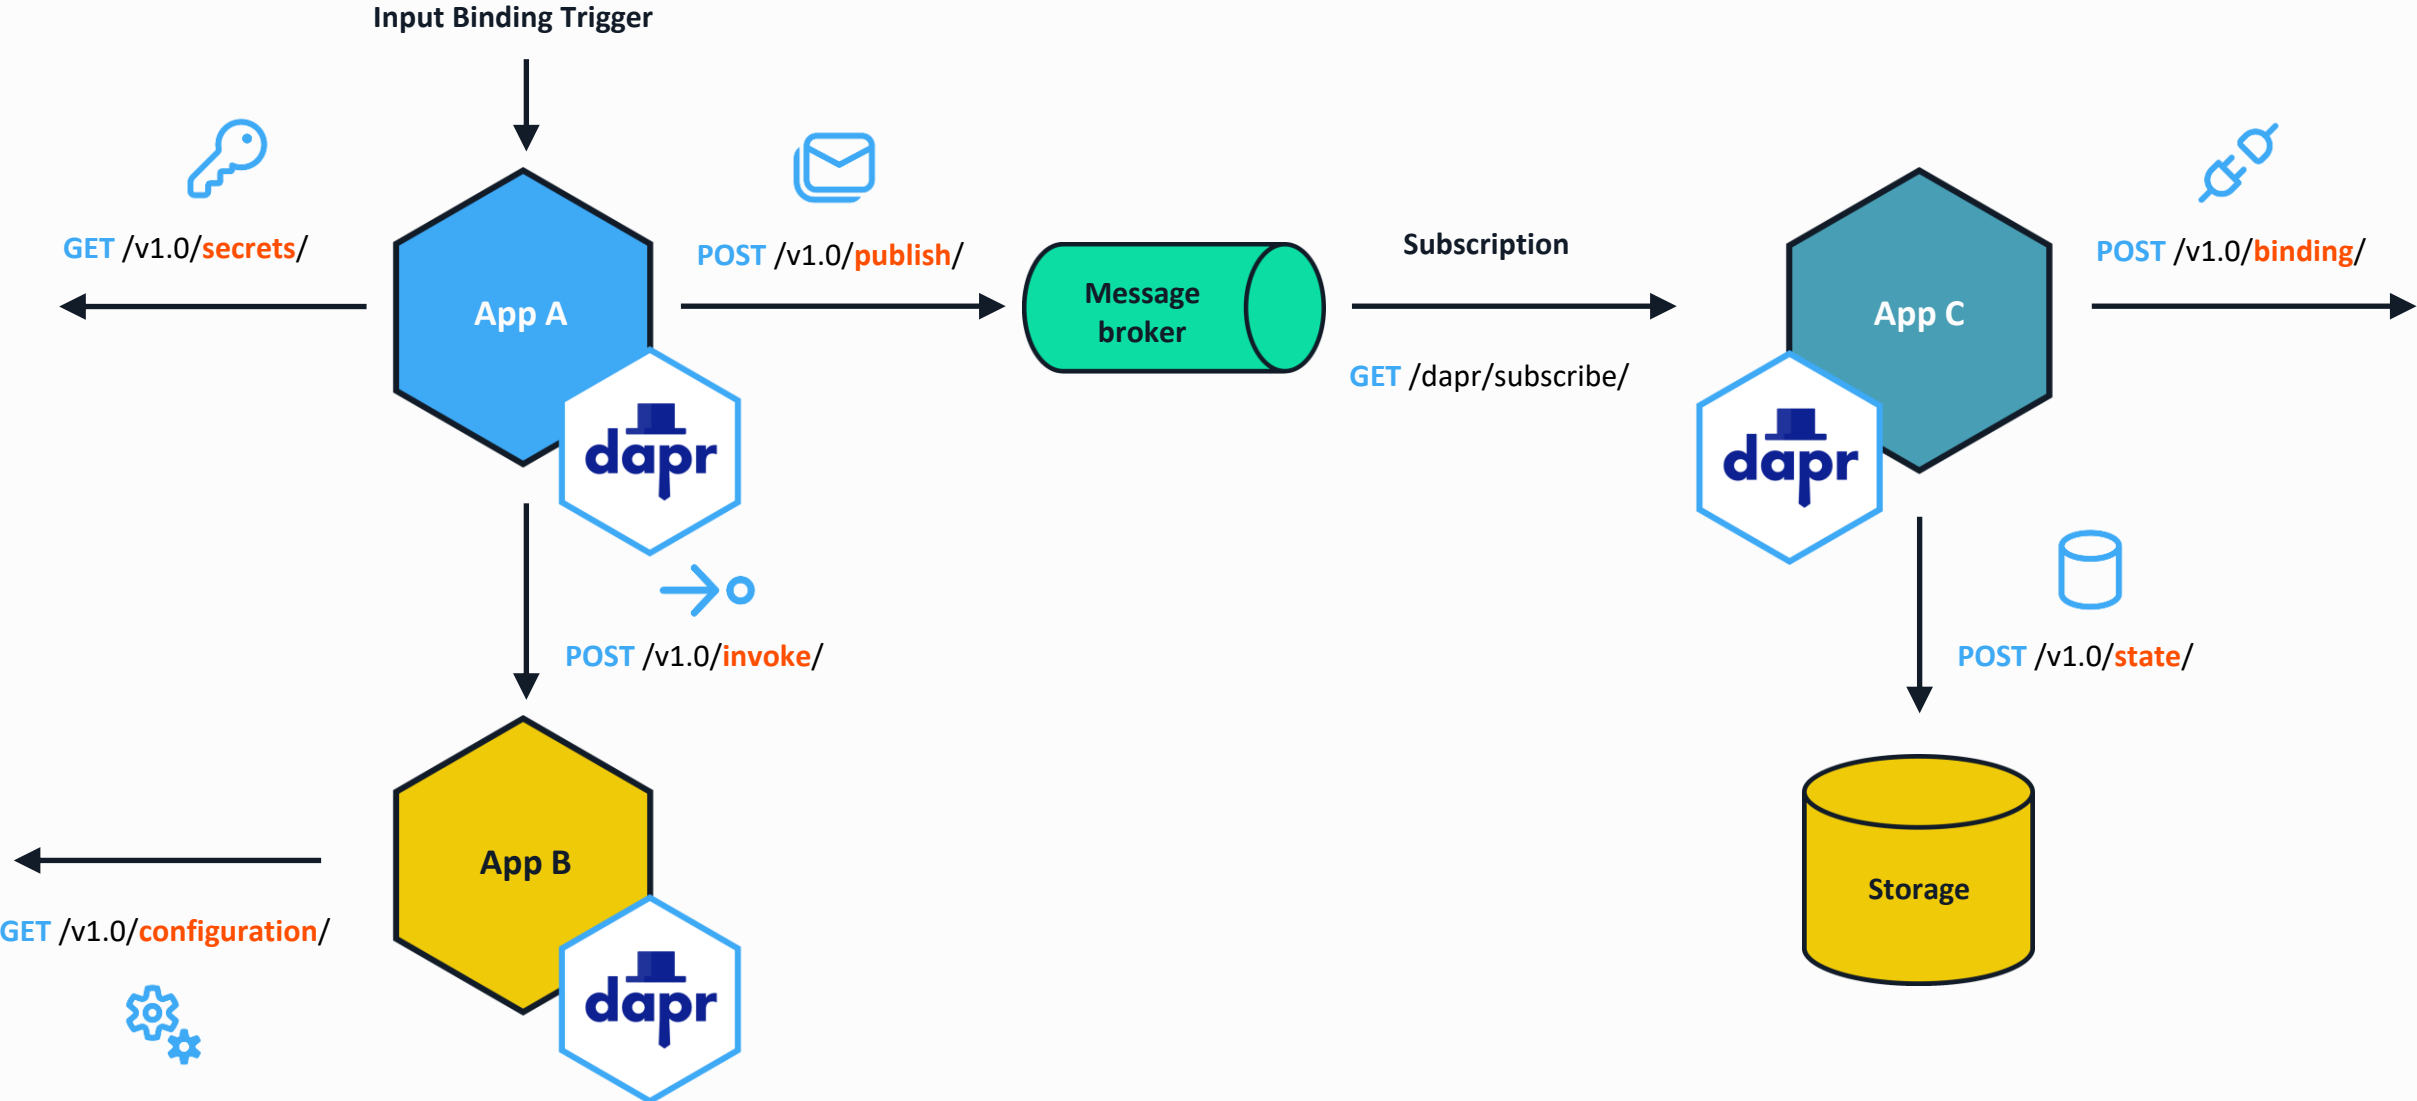 Input Binding Trigger
GET /v1.0/secrets/
App A
dapr
POST /v1.0/publish/
Message
broker
Subscription
GET /dapr/subscribe/
App C
dapr
POST /v1.0/binding/
POST /v1.0/invoke/
POST /v1.0/state/
App B
dapr
GET /v1.0/configuration/
Storage